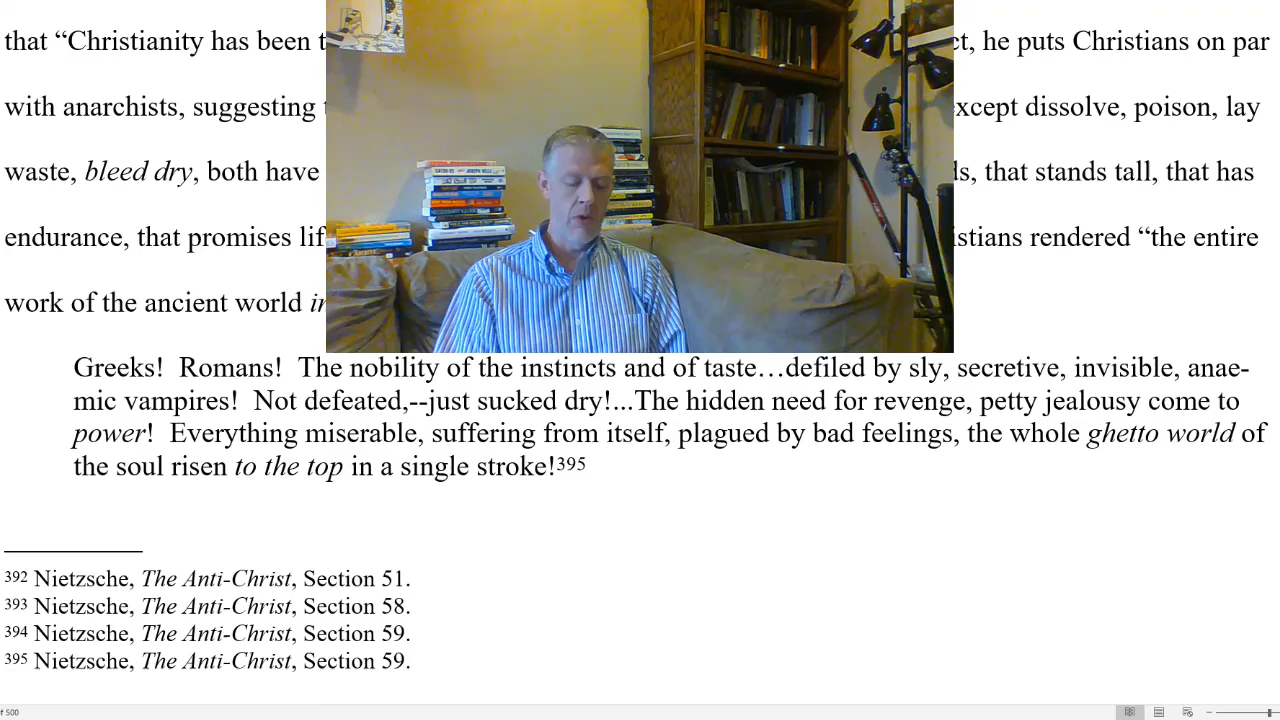 that “Christianity has been t ct, he puts Christians on par
with anarchists, suggesting except dissolve, poison, lay
waste, bleed dry, both have ls, that stands tall, that has
endurance, that promises lif istians rendered “the entire
work of the ancient world in
Greeks!  Romans!  The nobility of the instincts and of taste…defiled by sly, secretive, invisible, anae-
mic vampires!  Not defeated,--just sucked dry!...The hidden need for revenge, petty jealousy come to
power!  Everything miserable, suffering from itself, plagued by bad feelings, the whole ghetto world of
the soul risen to the top in a single stroke!395
392 Nietzsche, The Anti-Christ, Section 51.
393 Nietzsche, The Anti-Christ, Section 58.
394 Nietzsche, The Anti-Christ, Section 59.
395 Nietzsche, The Anti-Christ, Section 59.
f 500